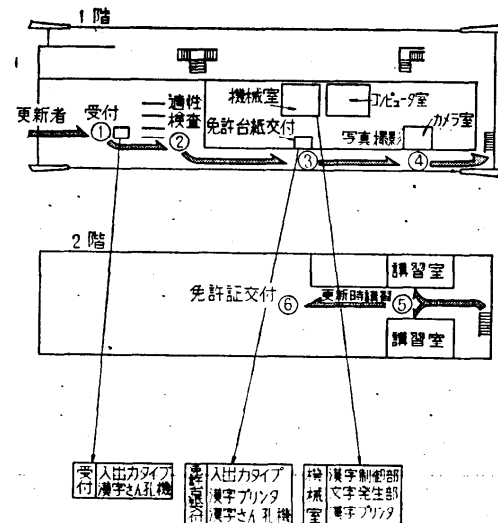 1階
更新者
受付
①
適性
検査
②
機械室
コンピュータ室
免許台紙交付
写真撮影
カメラ室
③
④
2階
講習室
免許証交付
⑥
更新時講習
⑤
講習室
受付
入出力タイプ
漢字さん孔機
入出力タイプ
漢字プリンタ
漢字さん孔機
機械室
漢字制御部
文字発生部
漢字プリンタ